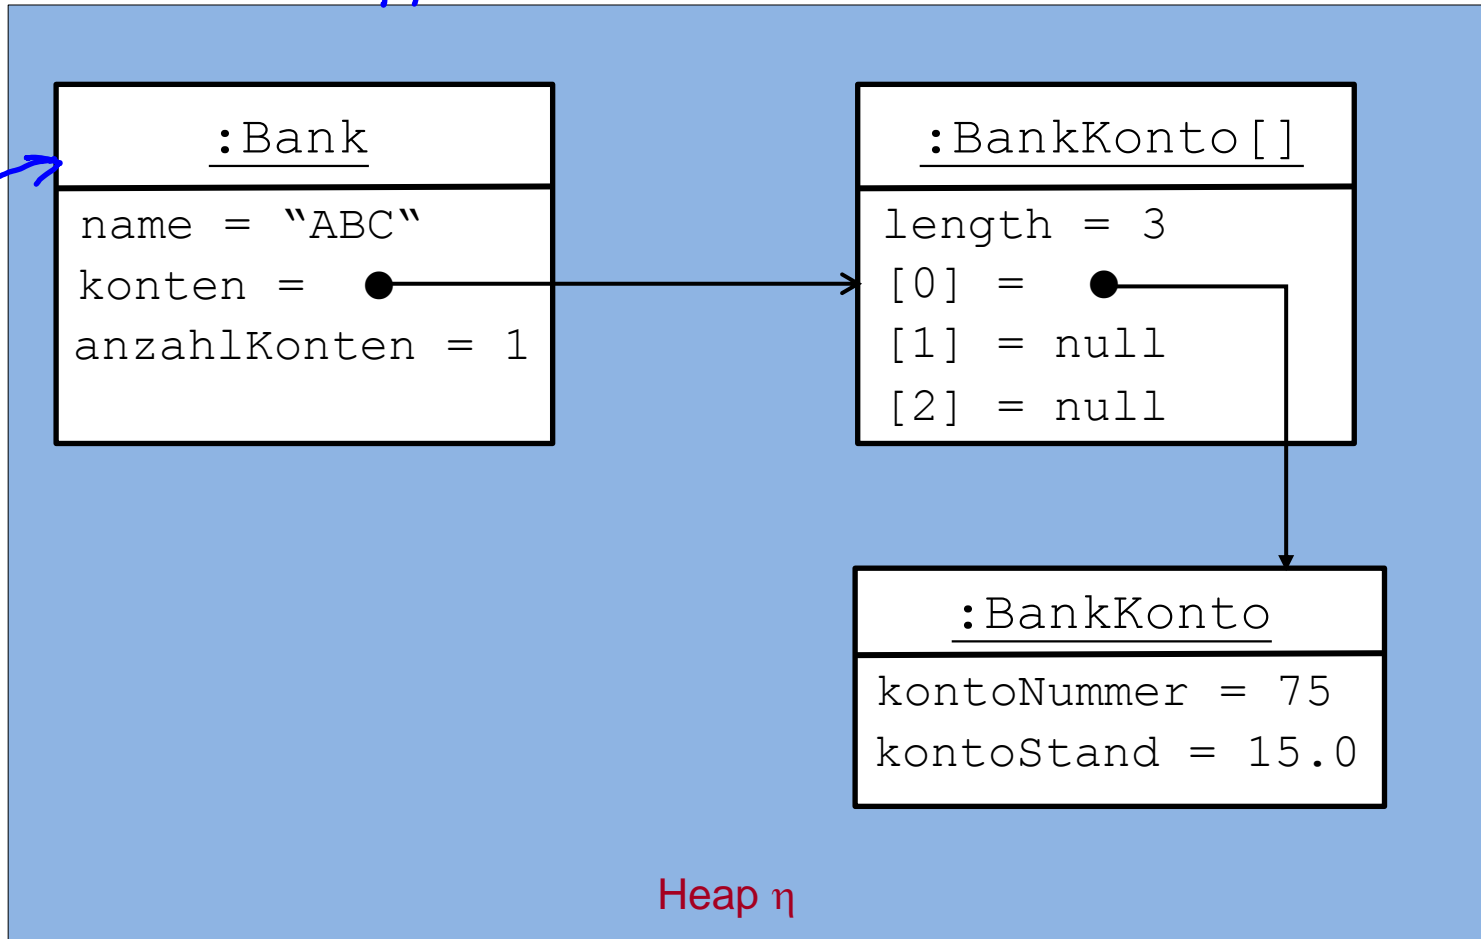 :Bank
name = “ABC“
konten =
anzahlKonten = 1
:BankKonto[]
length = 3
[0] =
[1] = null
[2] = null
:BankKonto
kontoNummer = 75
kontoStand = 15.0
Heap η